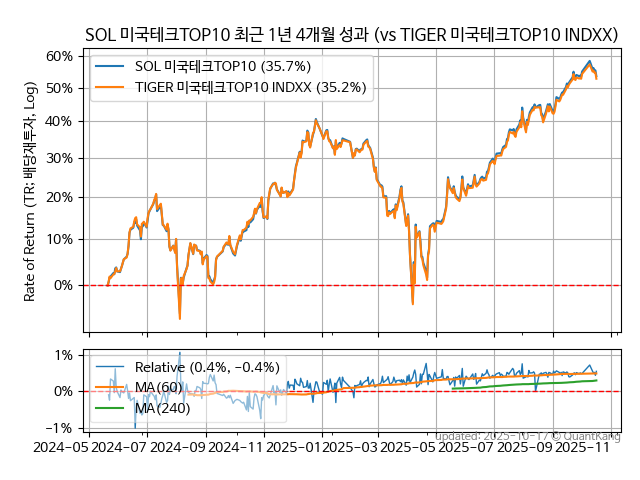 SOL 미국테크TOP10 최근 1년 4개월 성과 (vs TIGER 미국테크TOP10 INDXX)
Rate of Return (TR: 배당재투자, Log)
60%
50%
40%
30%
20%
10%
0%
SOL 미국테크TOP10 (35.7%)
TIGER 미국테크TOP10 INDXX (35.2%)
1%
0%
−1%
Relative (0.4%, −0.4%)
MA(60)
MA(240)
2024-05 2024-07 2024-09 2024-11 2025-01 2025-03 2025-05 2025-07 2025-09 2025-11
updated: 2025-10-17 © QuantKang